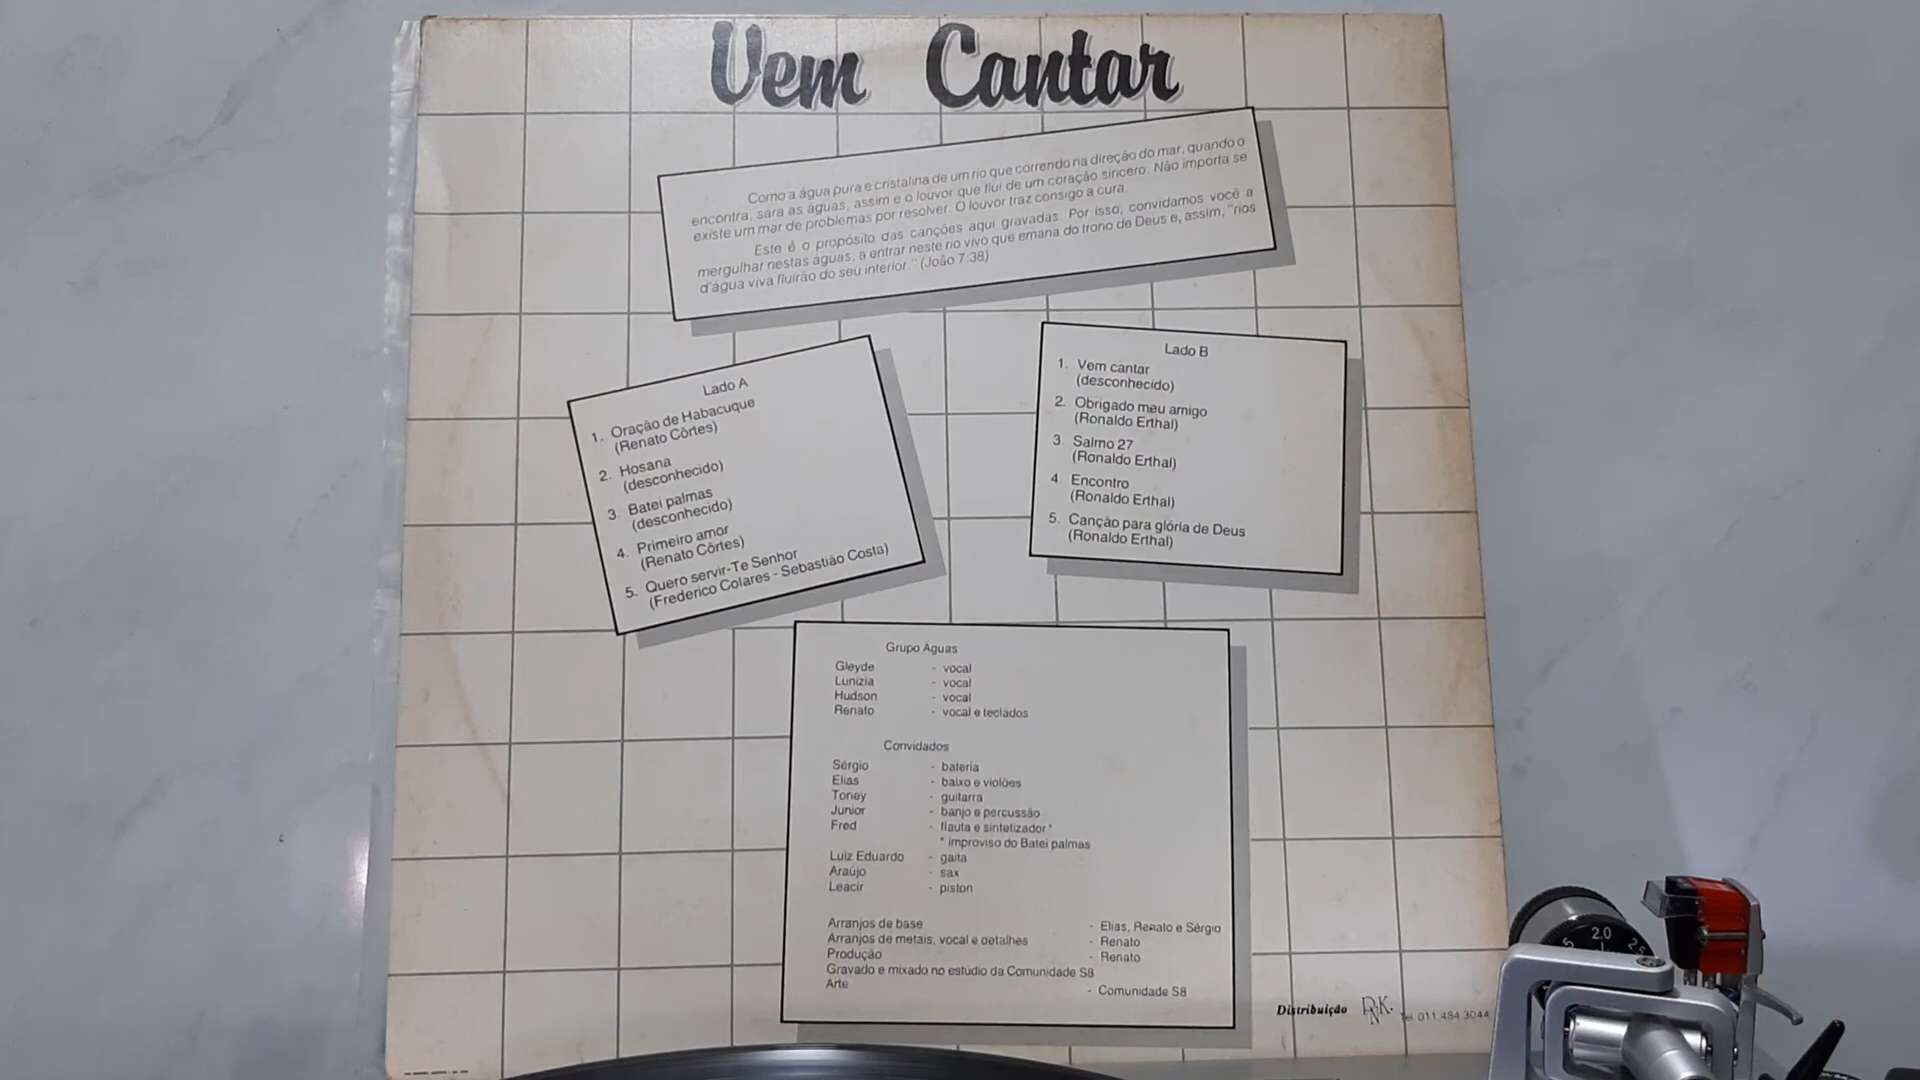 Vem Cantar
Como a água pura e cristalina de um rio que correndo na direção do mar, quando o
encontra, sara as águas, assim e o louvor que flui de um coração sincero. Não importa se
existe um mar de problemas por resolver. O louvor traz consigo a cura.
Este é o propósito das canções aqui gravadas. Por isso, convidamos você a
mergulhar nestas águas, a entrar neste rio vivo que emana do trono de Deus e, assim, "rios
d'água viva fluirão do seu interior." (João 7:38)
Lado A
1. Oração de Habacuque
(Renato Côrtes)
2. Hosana
(desconhecido)
3. Batei palmas
(desconhecido)
4. Primeiro amor
(Renato Côrtes)
5. Quero servir-Te Senhor
(Frederico Colares - Sebastião Costa)
Lado B
1. Vem cantar
(desconhecido)
2. Obrigado meu amigo
(Ronaldo Erthal)
3. Salmo 27
(Ronaldo Erthal)
4. Encontro
(Ronaldo Erthal)
5. Canção para glória de Deus
(Ronaldo Erthal)
Grupo Águas
Gleyde - vocal
Lunizia - vocal
Hudson - vocal
Renato - vocal e teclados
Convidados
Sérgio - bateria
Elias - baixo e violões
Toney - guitarra
Junior - banjo e percussão
Fred - flauta e sintetizador*
* improviso do Batei palmas
Luiz Eduardo - gaita
Araújo - sax
Leacir - piston
Arranjos de base - Elias, Renato e Sérgio
Arranjos de metais, vocal e detalhes - Renato
Produção - Renato
Gravado e mixado no estúdio da Comunidade S8
Arte - Comunidade S8
Distribuição Tel. 011 484 3044
2.0